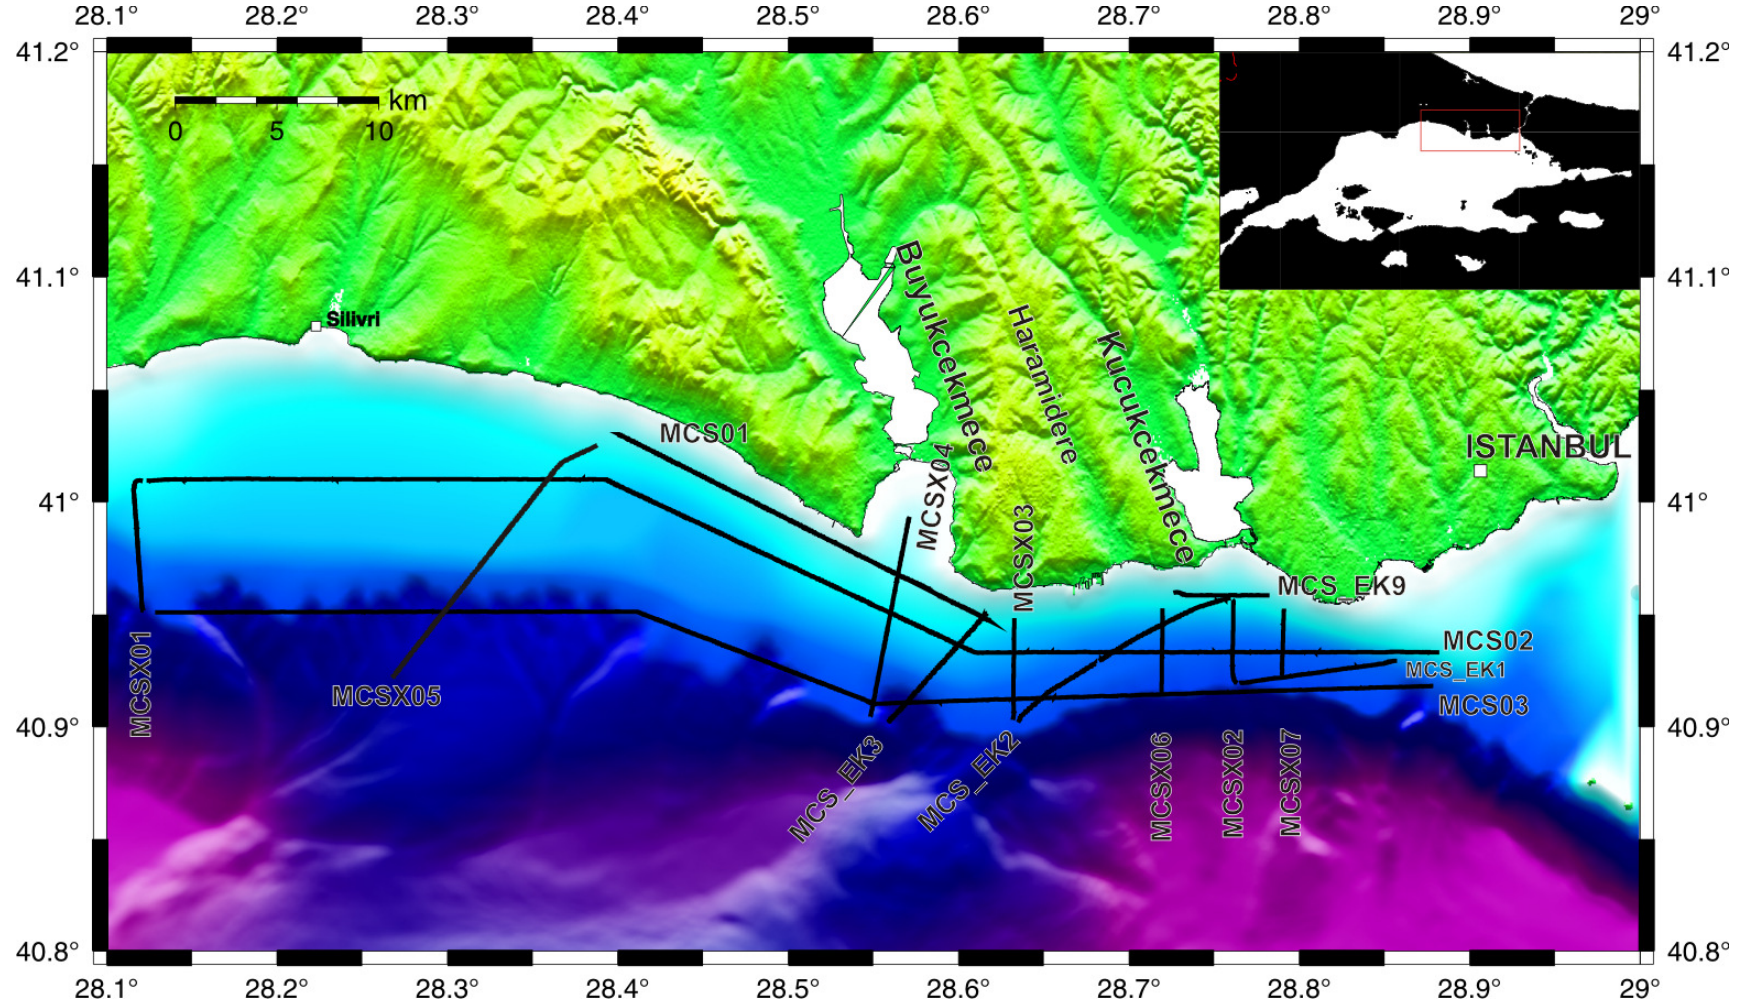 28.1° 28.2° 28.3° 28.4° 28.5° 28.6° 28.7° 28.8° 28.9° 29°
41.2° 41.2°
km
0 5 10
41.1° 41.1°
Buyukcekmece
Haramidere
Kucukcekmece
Silivri
MCS01
ISTANBUL
MCSX04
41° 41°
MCSX03
MCS_EK9
MCSX01
MCS02
MCS_EK1
MCSX05
MCS03
40.9° 40.9°
MCS_EK3
MCS_EK2
MCSX06
MCSX02
MCSX07
40.8° 40.8°
28.1° 28.2° 28.3° 28.4° 28.5° 28.6° 28.7° 28.8° 28.9° 29°